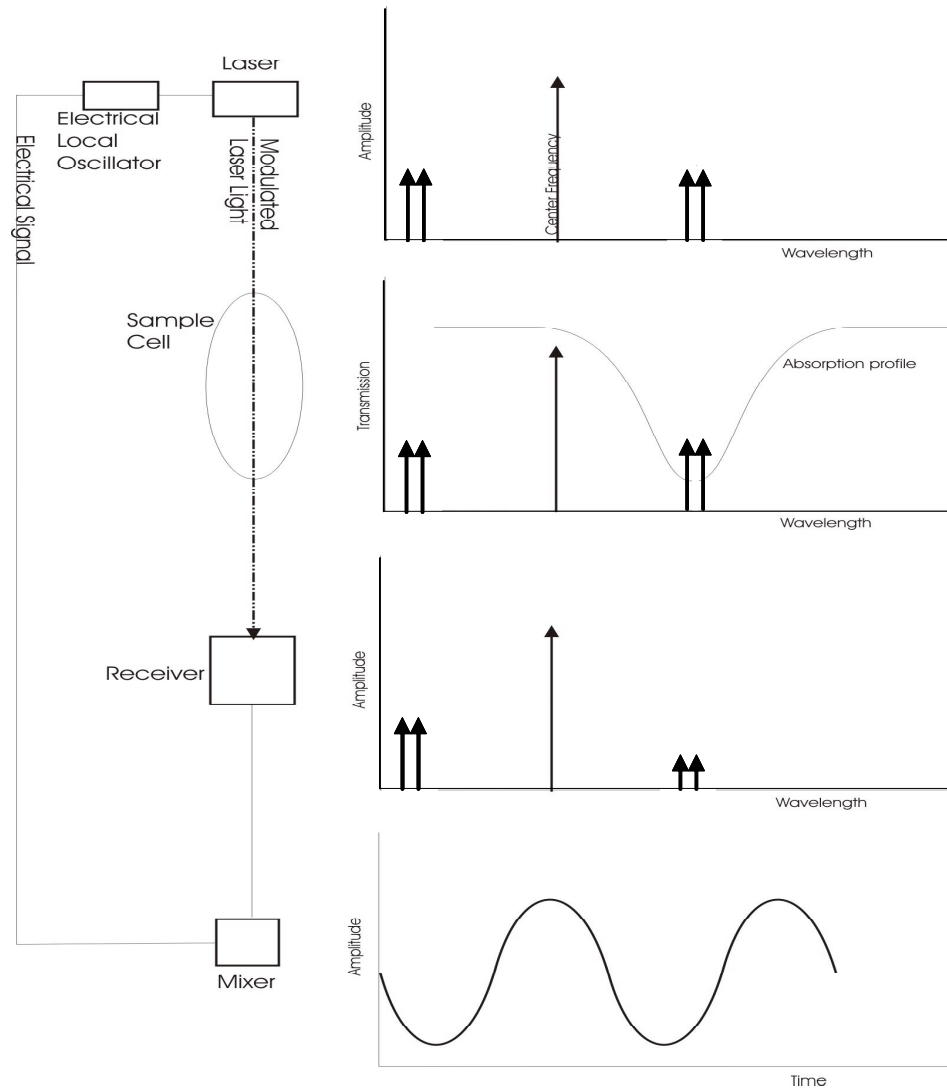 Laser
Electrical
Local
Oscillator
Electrical Signal
Modulated
Laser Light
Sample
Cell
Receiver
Mixer
Amplitude
Center Frequency
Wavelength
Transmission
Absorption profile
Wavelength
Amplitude
Wavelength
Amplitude
Time